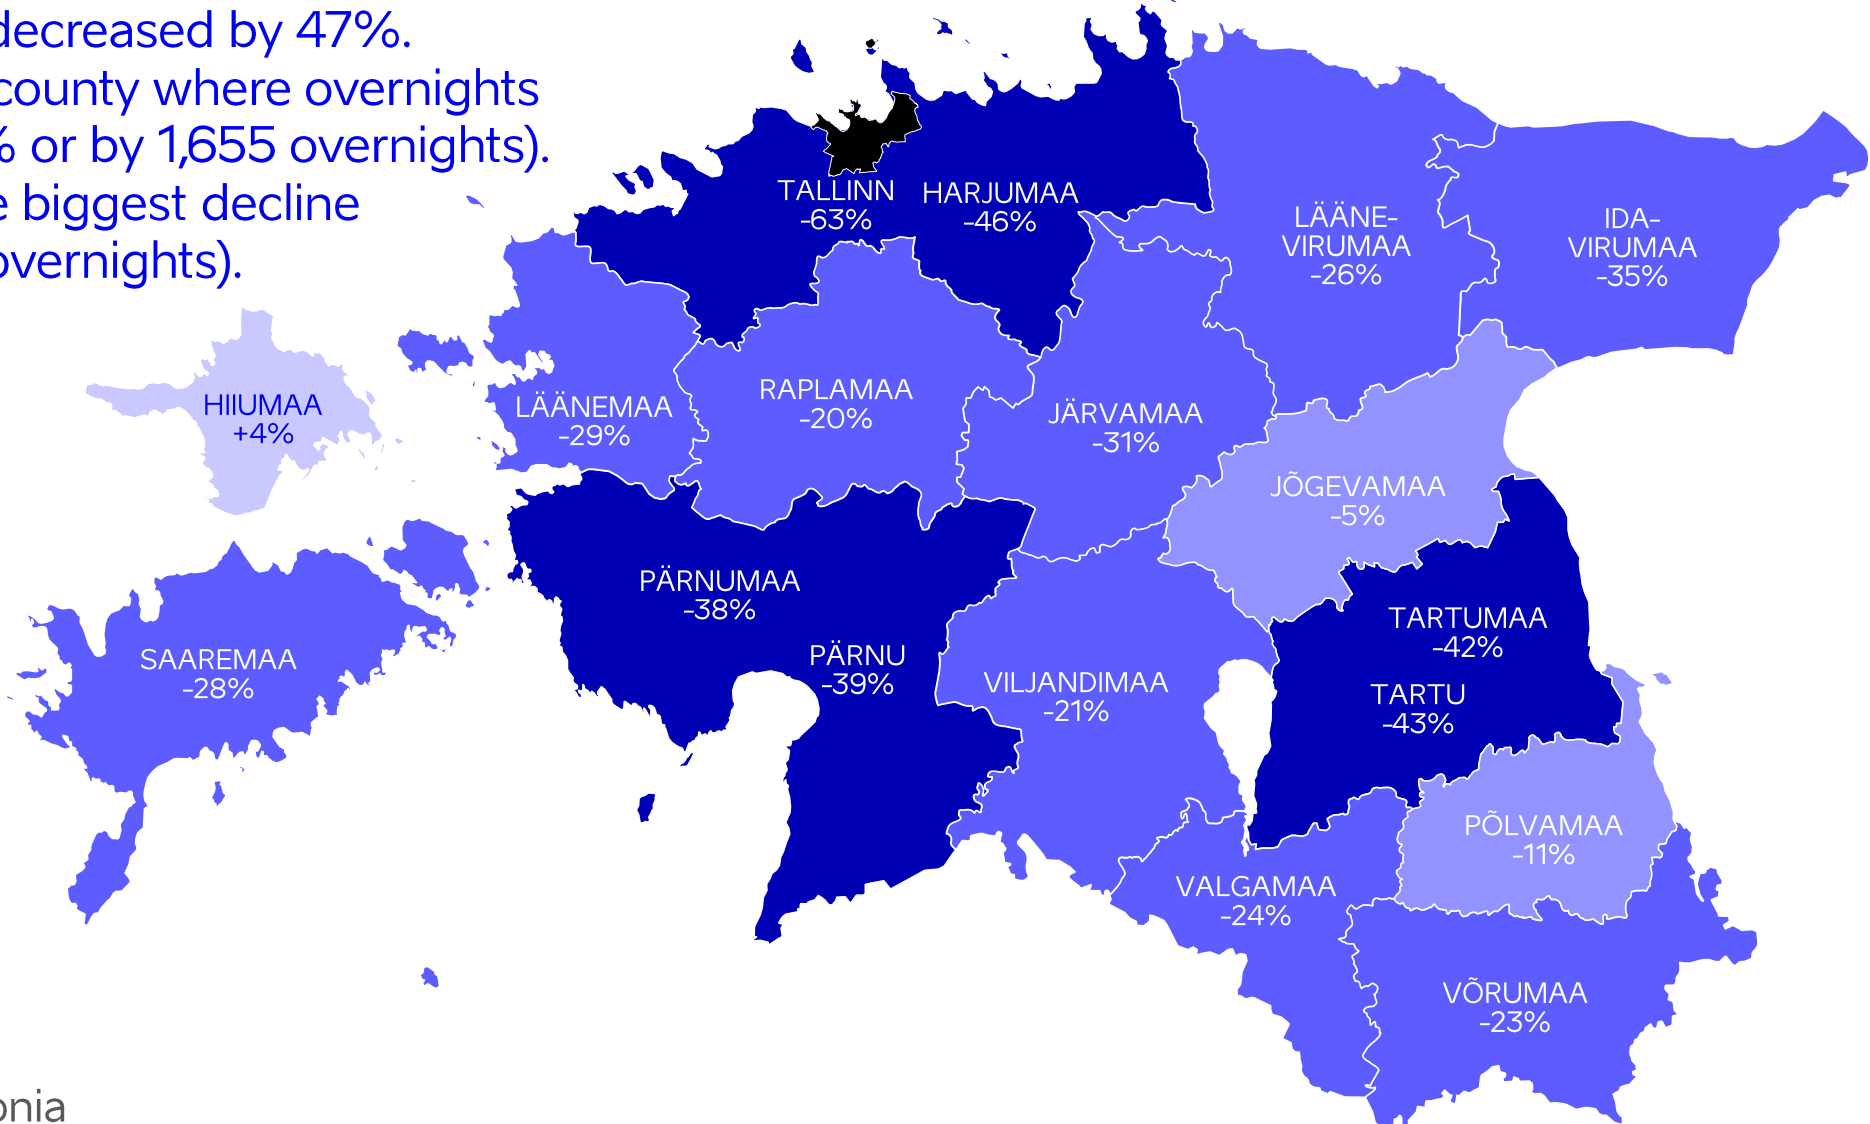 decreased by 47%.
county where overnights
% or by 1,655 overnights).
e biggest decline
overnights).
TALLINN
-63%
HARJUMAA
-46%
LÄÄNE-
VIRUMAA
-26%
IDA-
VIRUMAA
-35%
HIIUMAA
+4%
LÄÄNEMAA
-29%
RAPLAMAA
-20%
JÄRVAMAA
-31%
JÕGEVAMAA
-5%
PÄRNUMAA
-38%
PÄRNU
-39%
SAAREMAA
-28%
VILJANDIMAA
-21%
TARTUMAA
-42%
TARTU
-43%
PÕLVAMAA
-11%
VALGAMAA
-24%
VÕRUMAA
-23%
onia